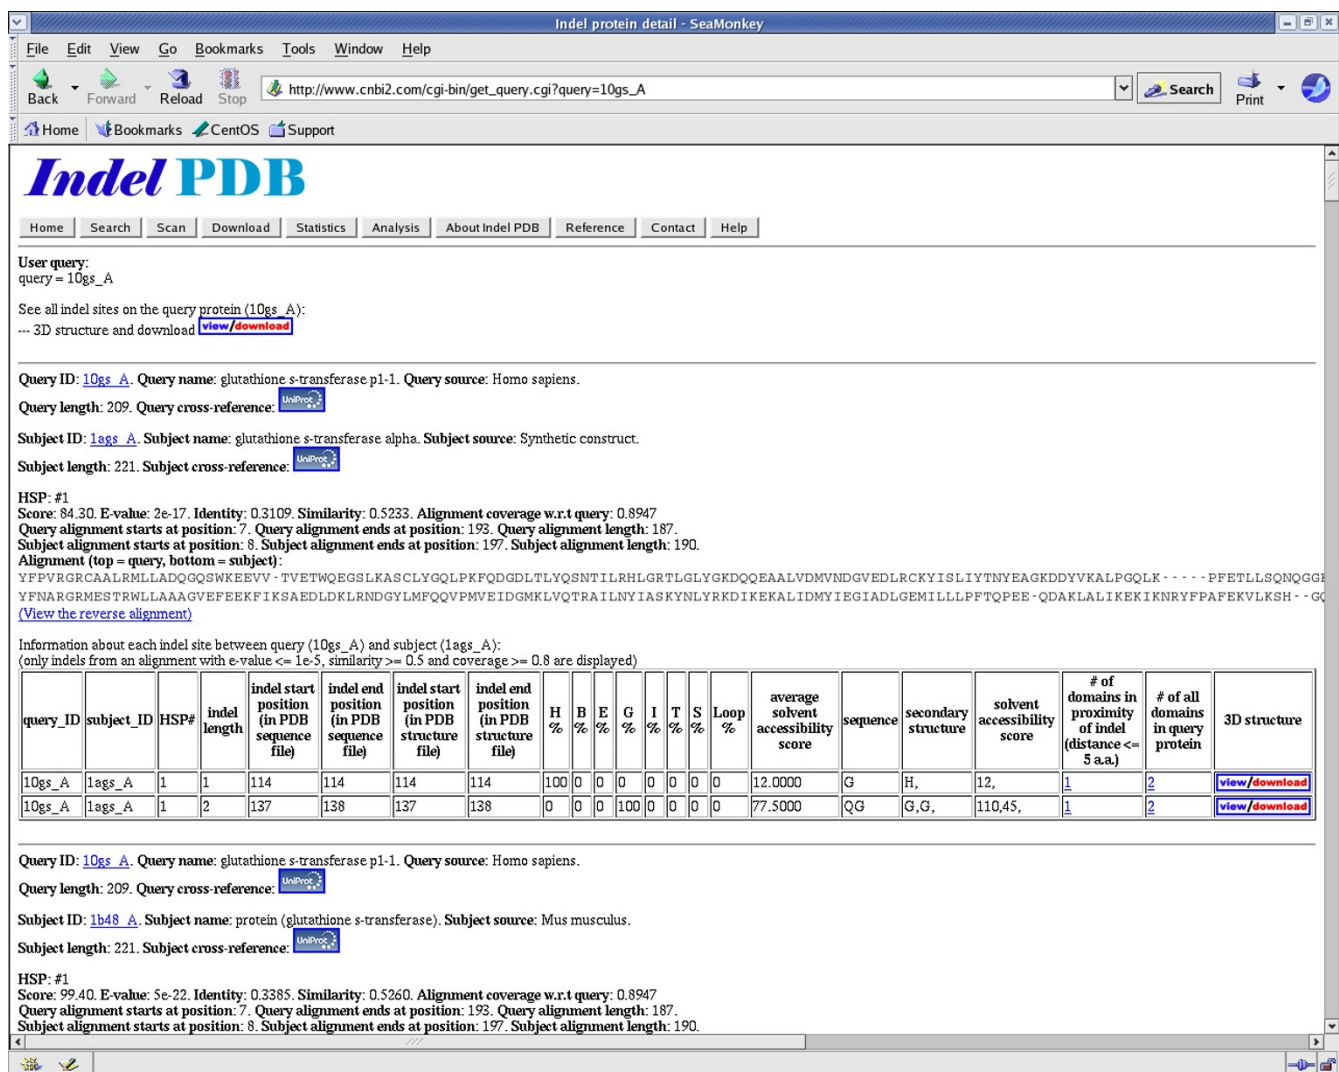 Indel protein detail - SeaMonkey
File Edit View Go Bookmarks Tools Window Help
Back Forward Reload Stop http://www.cnbi2.com/cgi-bin/get_query.cgi?query=10gs_A Search Print
Home Bookmarks CentOS Support
Indel PDB
Home Search Scan Download Statistics Analysis About Indel PDB Reference Contact Help
User query:
query = 10gs_A
See all indel sites on the query protein (10gs_A):
--- 3D structure and download view/download
Query ID: 10gs_A. Query name: glutathione s-transferase p1-1. Query source: Homo sapiens.
Query length: 209. Query cross-reference: UniProt
Subject ID: 1ags_A. Subject name: glutathione s-transferase alpha. Subject source: Synthetic construct.
Subject length: 221. Subject cross-reference: UniProt
HSP: #1
Score: 84.30. E-value: 2e-17. Identity: 0.3109. Similarity: 0.5233. Alignment coverage w.r.t query: 0.8947
Query alignment starts at position: 7. Query alignment ends at position: 193. Query alignment length: 187.
Subject alignment starts at position: 8. Subject alignment ends at position: 197. Subject alignment length: 190.
Alignment (top = query, bottom = subject):
YFPVRGRCAALRMLLADQGQSWKEEVV-TVETWQEGSLKASCLYGQLPKFQDGDLTLYQSNTILRHLGRTLGLYGKDQQEAALVDMVNDGVEDLRCKYISLIYTNYEAGKDDYVKALPGQLK-----PFETLLSQNQGG
YFNARGRMESTRWLLAAAGVEFEEKFIKSAEDLDKLRNDGYLMFQQVPMVEIDGMKLVQTRAILNYIASKYNLYRKDIKEKALIDMYIEGIADLGEMILLLPFTQPEE-QDAKLALIKEKIKNRYFPAFEKVLKSH--GQ
(View the reverse alignment)
Information about each indel site between query (10gs_A) and subject (1ags_A):
(only indels from an alignment with e-value <= 1e-5, similarity >= 0.5 and coverage >= 0.8 are displayed)
query_ID subject_ID HSP# indel length indel start position (in PDB sequence file) indel end position (in PDB sequence file) indel start position (in PDB structure file) indel end position (in PDB structure file) H % B % E % G % I % T % S % Loop % average solvent accessibility score sequence secondary structure solvent accessibility score # of domains in proximity of indel (distance <= 5 a.a.) # of all domains in query protein 3D structure
10gs_A 1ags_A 1 1 114 114 114 114 100 0 0 0 0 0 0 0 12.0000 G H, 12, 1 2 view/download
10gs_A 1ags_A 1 2 137 138 137 138 0 0 0 100 0 0 0 0 77.5000 QG G,G, 110,45, 1 2 view/download
Query ID: 10gs_A. Query name: glutathione s-transferase p1-1. Query source: Homo sapiens.
Query length: 209. Query cross-reference: UniProt
Subject ID: 1b48_A. Subject name: protein (glutathione s-transferase). Subject source: Mus musculus.
Subject length: 221. Subject cross-reference: UniProt
HSP: #1
Score: 99.40. E-value: 5e-22. Identity: 0.3385. Similarity: 0.5260. Alignment coverage w.r.t query: 0.8947
Query alignment starts at position: 7. Query alignment ends at position: 193. Query alignment length: 187.
Subject alignment starts at position: 8. Subject alignment ends at position: 197. Subject alignment length: 190.